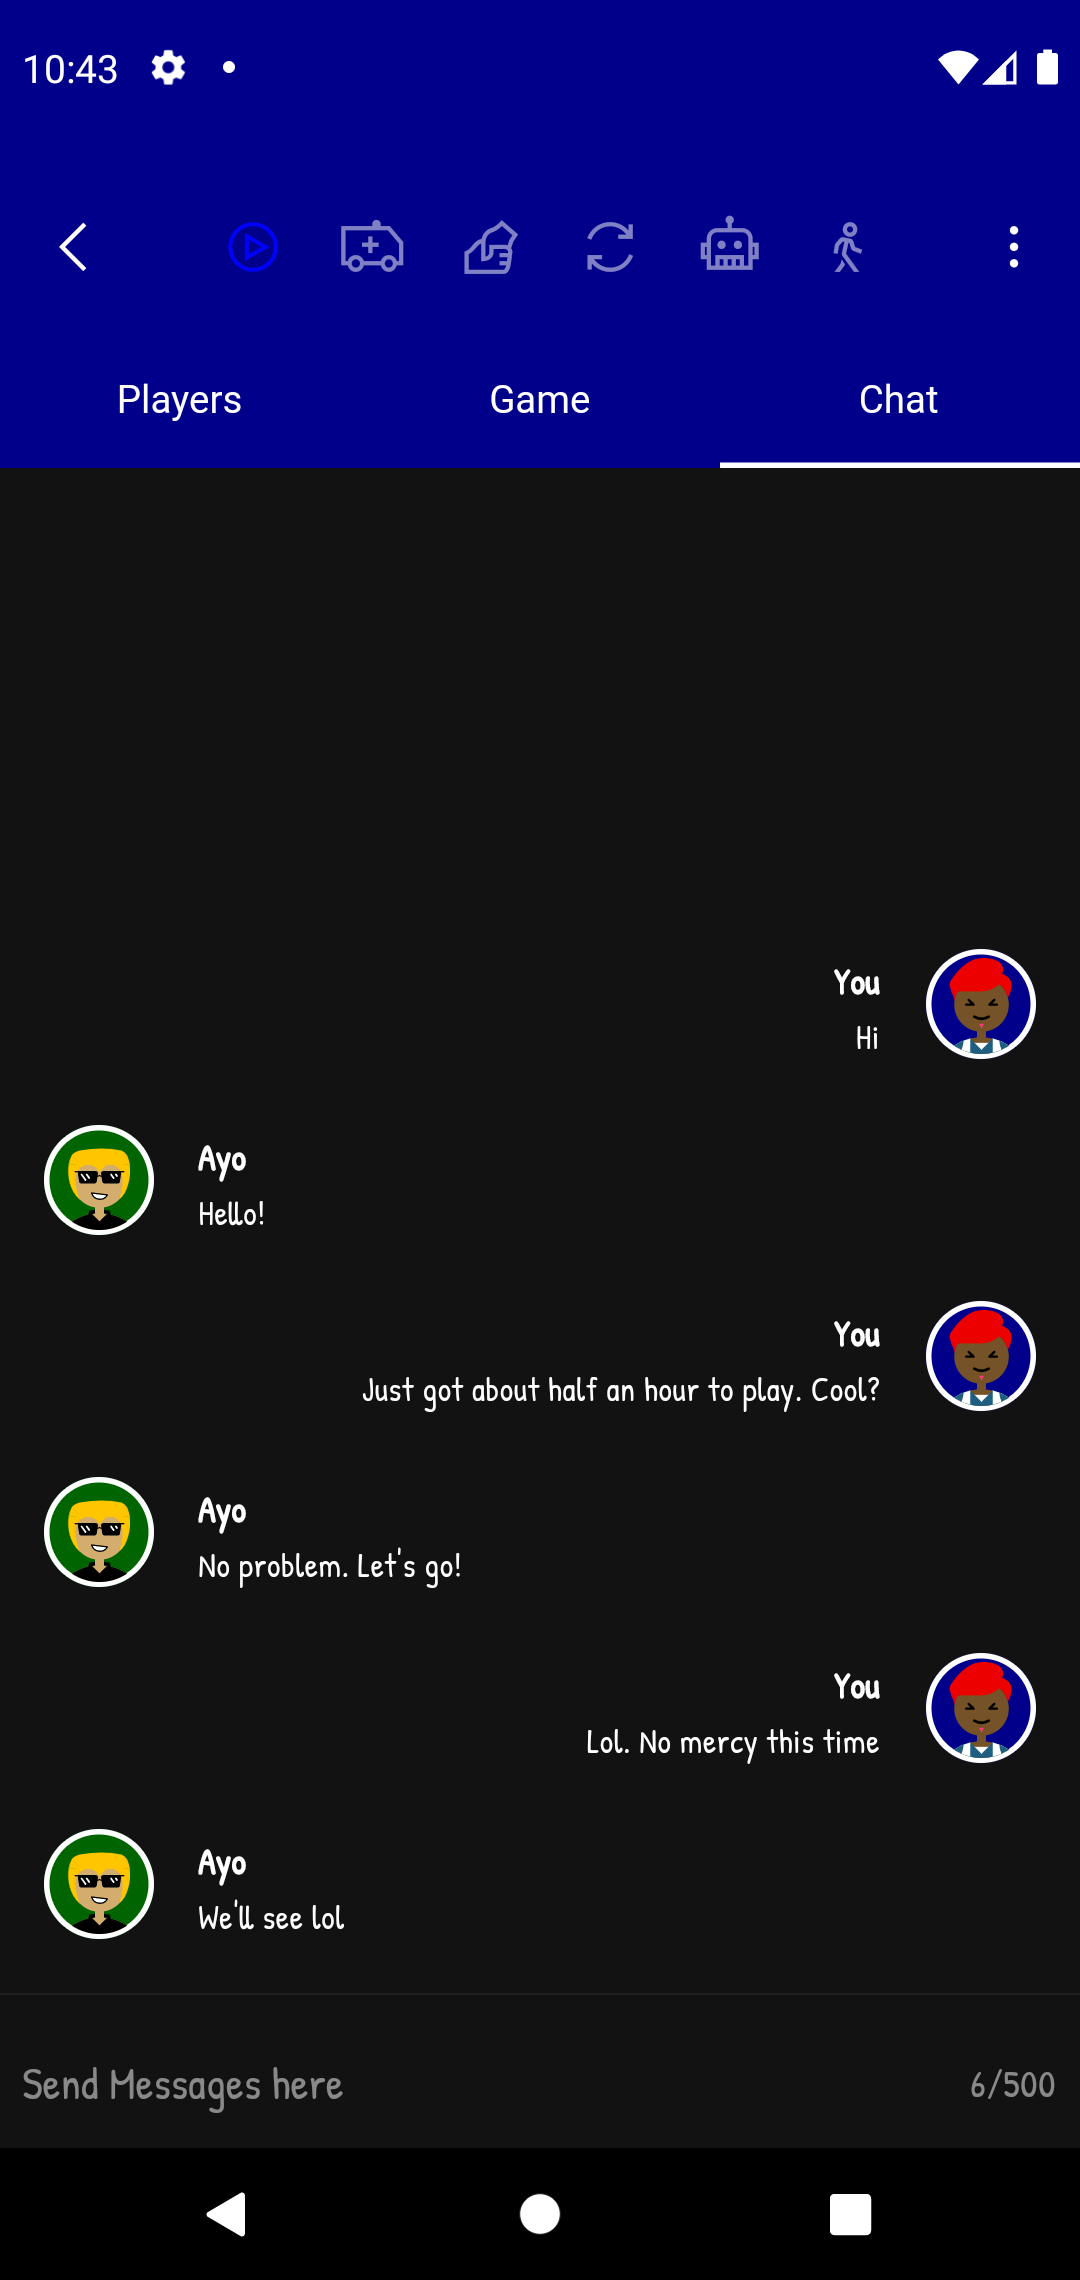 10:43
Players Game Chat
You
Hi
Ayo
Hello!
You
Just got about half an hour to play. Cool?
Ayo
No problem. Let's go!
You
Lol. No mercy this time
Ayo
We'll see lol
Send Messages here 6/500